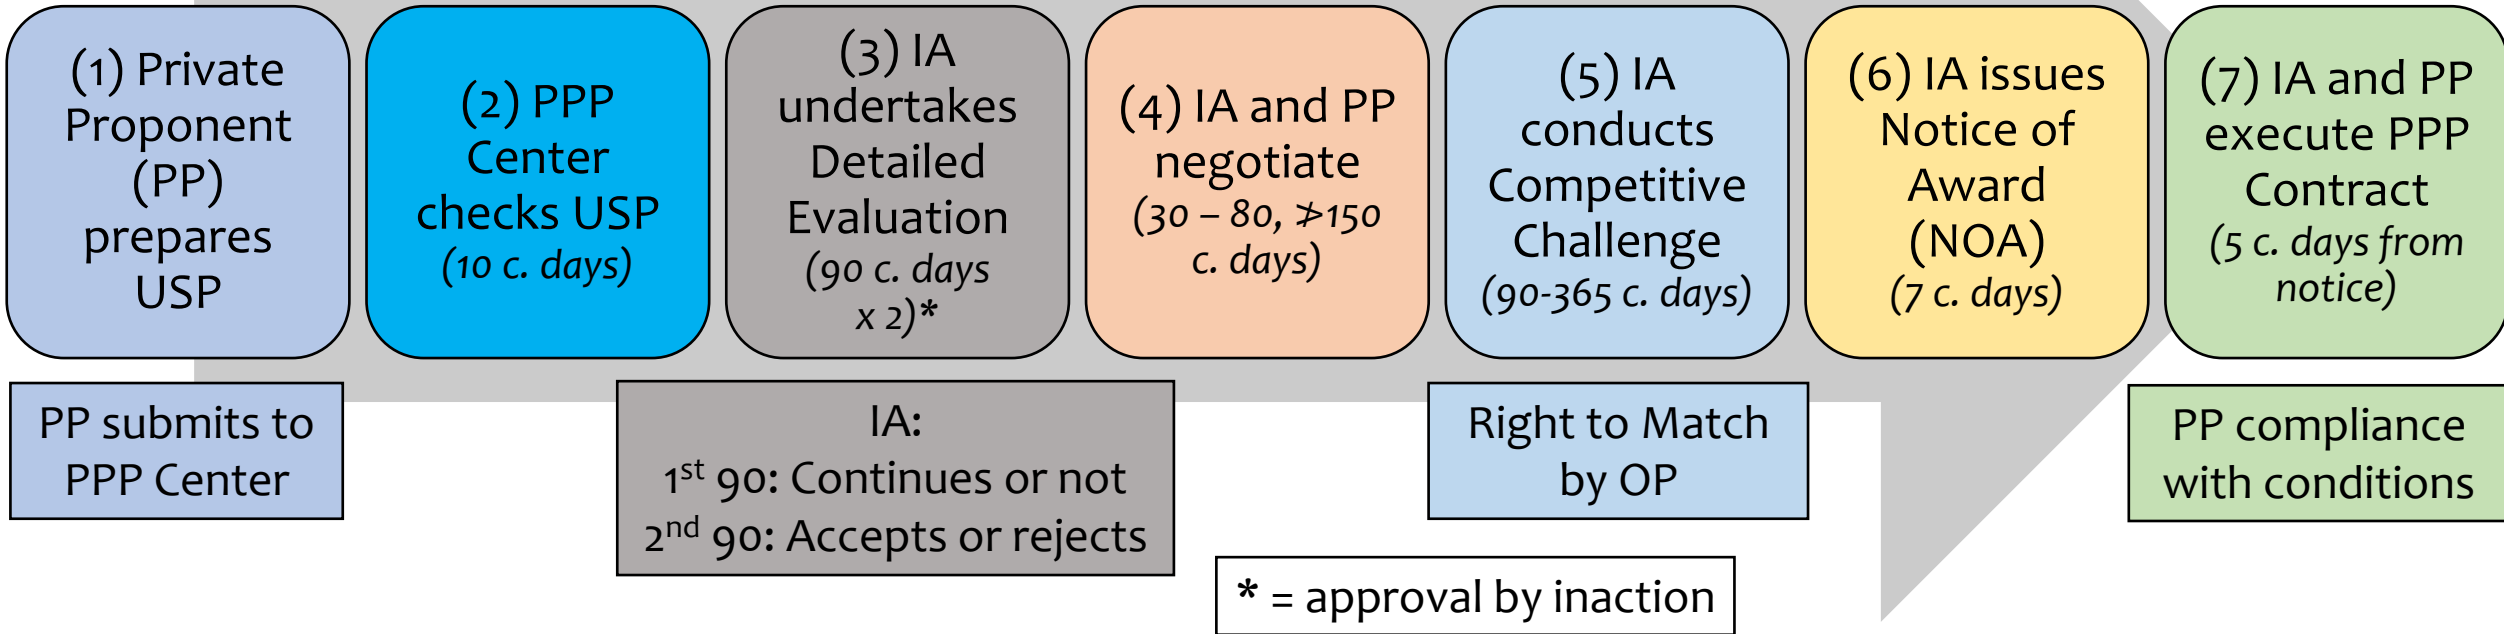 (1) Private
Proponent
(PP)
prepares
USP
(2) PPP
Center
checks USP
(10 c. days)
(3) IA
undertakes
Detailed
Evaluation
(90 c. days
x 2)*
(4) IA and PP
negotiate
(30 – 80, ≯150
c. days)
(5) IA
conducts
Competitive
Challenge
(90-365 c. days)
(6) IA issues
Notice of
Award
(NOA)
(7 c. days)
(7) IA and PP
execute PPP
Contract
(5 c. days from
notice)
PP submits to
PPP Center
IA:
1st 90: Continues or not
2nd 90: Accepts or rejects
Right to Match
by OP
PP compliance
with conditions
* = approval by inaction